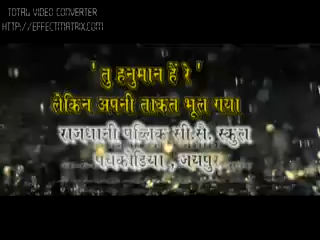 TOTAL VIDEO CONVERTER
HTTP://EFFECTMATRIX.COM
' तु हनुमान हैं रे '
लेकिन अपनी ताकत भूल गया
राजधानी पब्लिक सी.सै. स्कुल
पचकोडिया , जयपुर